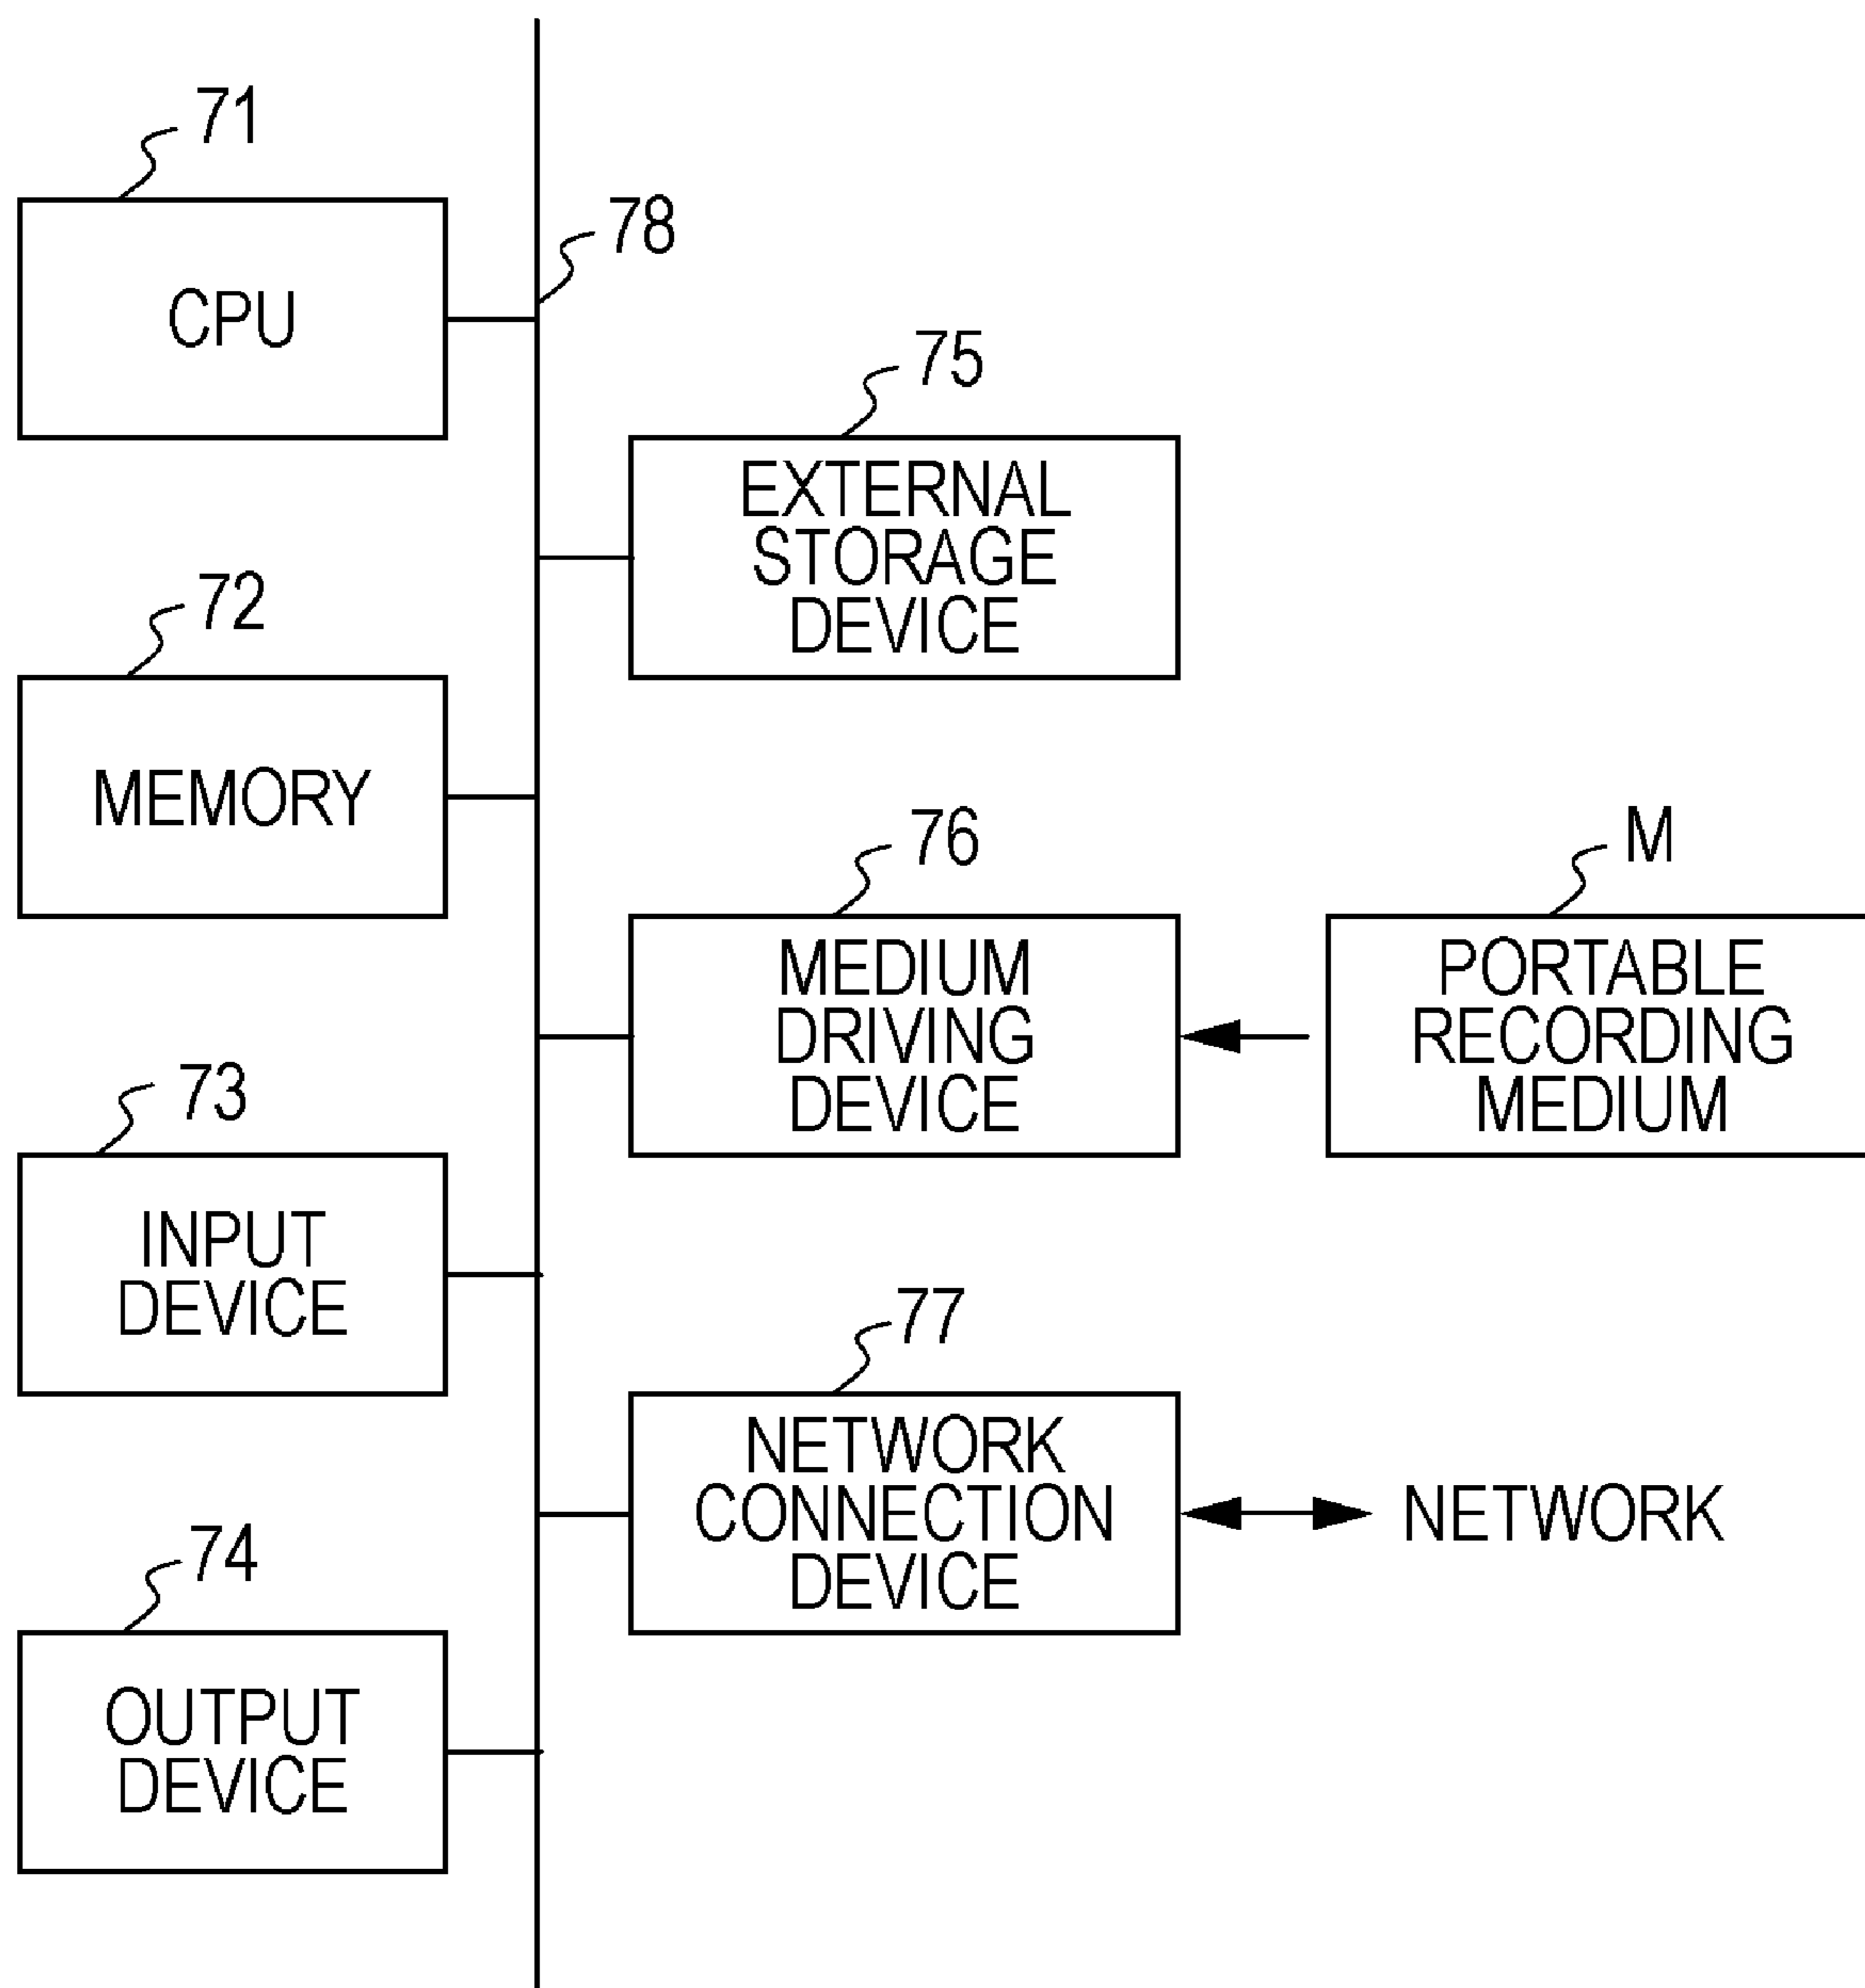 71
CPU
78
75
EXTERNAL
STORAGE
DEVICE
72
MEMORY
76
MEDIUM
DRIVING
DEVICE
M
PORTABLE
RECORDING
MEDIUM
73
INPUT
DEVICE
77
NETWORK
CONNECTION
DEVICE
NETWORK
74
OUTPUT
DEVICE